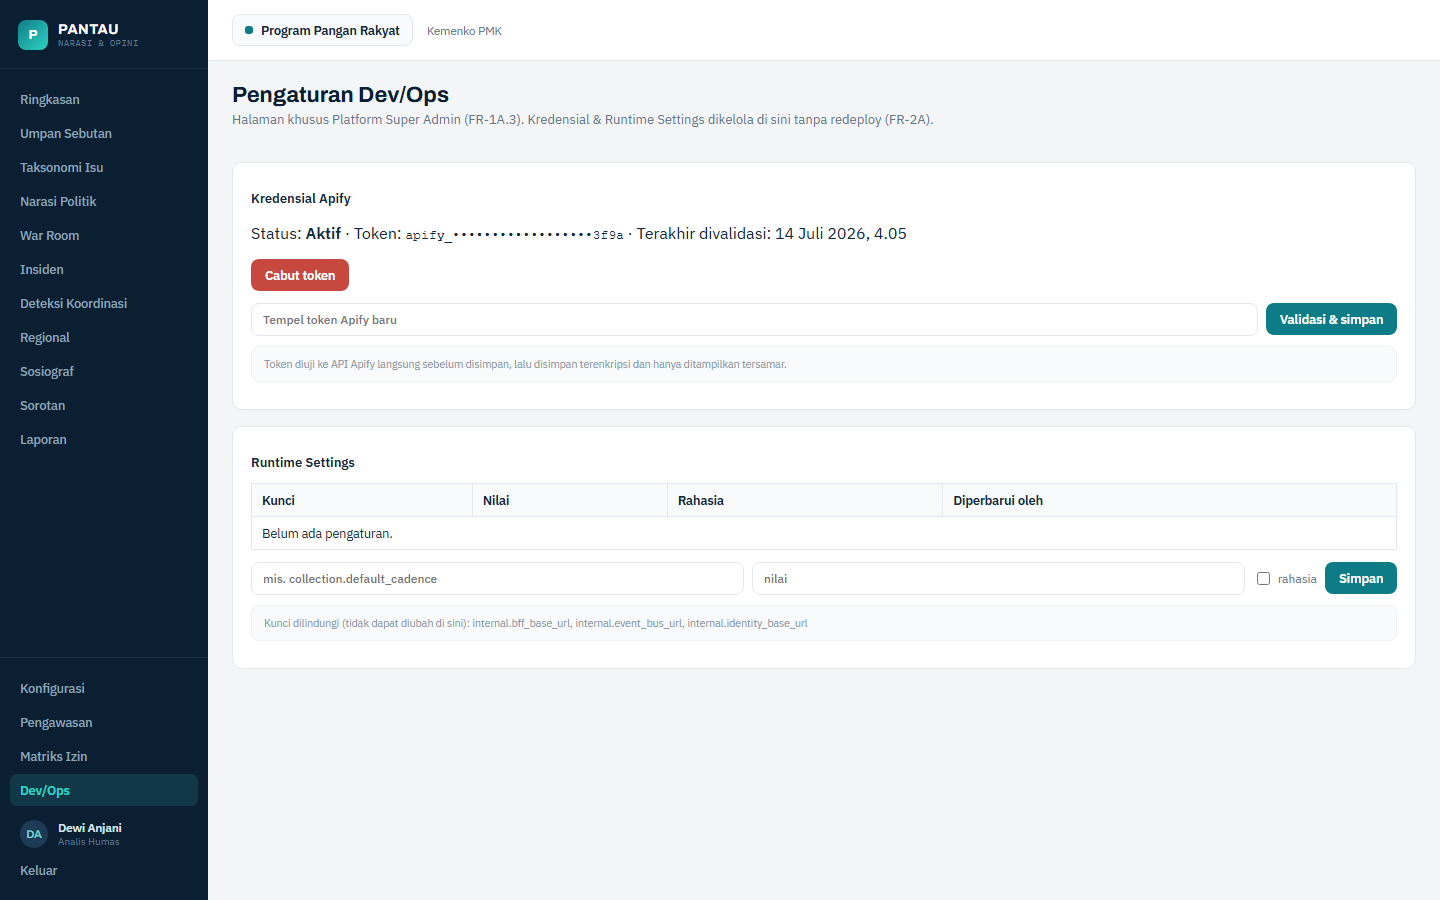 P
PANTAU
NARASI & OPINI
Ringkasan
Umpan Sebutan
Taksonomi Isu
Narasi Politik
War Room
Insiden
Deteksi Koordinasi
Regional
Sosiograf
Sorotan
Laporan
Konfigurasi
Pengawasan
Matriks Izin
Dev/Ops
DA
Dewi Anjani
Analis Humas
Keluar
Program Pangan Rakyat
Kemenko PMK
Pengaturan Dev/Ops
Halaman khusus Platform Super Admin (FR-1A.3). Kredensial & Runtime Settings dikelola di sini tanpa redeploy (FR-2A).
Kredensial Apify
Status: Aktif · Token: apify_••••••••••••••••••3f9a · Terakhir divalidasi: 14 Juli 2026, 4.05
Cabut token
Tempel token Apify baru
Validasi & simpan
Token diuji ke API Apify langsung sebelum disimpan, lalu disimpan terenkripsi dan hanya ditampilkan tersamar.
Runtime Settings
Kunci Nilai Rahasia Diperbarui oleh
Belum ada pengaturan.
mis. collection.default_cadence nilai rahasia Simpan
Kunci dilindungi (tidak dapat diubah di sini): internal.bff_base_url, internal.event_bus_url, internal.identity_base_url